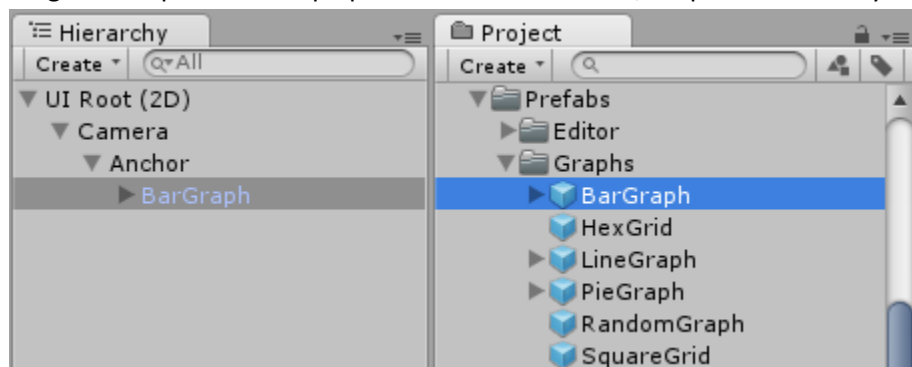 Hierarchy
Create
All
UI Root (2D)
Camera
Anchor
BarGraph
Project
Create
Prefabs
Editor
Graphs
BarGraph
HexGrid
LineGraph
PieGraph
RandomGraph
SquareGrid